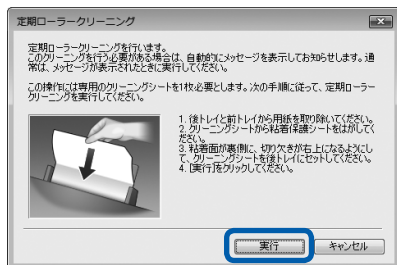 定期ローラークリーニング
定期ローラークリーニングを行います。
このクリーニングを行う必要がある場合は、自動的にメッセージを表示してお知らせします。通
常は、メッセージが表示されたときに実行してください。
この操作には専用のクリーニングシートを1枚必要とします。次の手順に従って、定期ローラー
クリーニングを実行してください。
1. 後トレイと前トレイから用紙を取り除いてください。
2. クリーニングシートから粘着保護シートをはがしてく
ださい。
3. 粘着面が裏側に、切り欠きが右上になるようにし
て、クリーニングシートを後トレイにセットしてください。
4. [実行]をクリックしてください。
実行
キャンセル